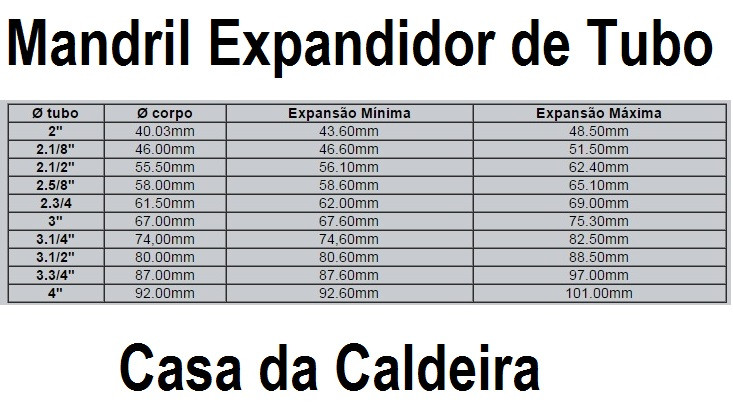 Mandril Expandidor de Tubo
Ø tubo Ø corpo Expansão Mínima Expansão Máxima
2" 40.03mm 43.60mm 48.50mm
2.1/8" 46.00mm 46.60mm 51.50mm
2.1/2" 55.50mm 56.10mm 62.40mm
2.5/8" 58.00mm 58.60mm 65.10mm
2.3/4 61.50mm 62.00mm 69.00mm
3" 67.00mm 67.60mm 75.30mm
3.1/4" 74,00mm 74,60mm 82.50mm
3.1/2" 80.00mm 80.60mm 88.50mm
3.3/4" 87.00mm 87.60mm 97.00mm
4" 92.00mm 92.60mm 101.00mm
Casa da Caldeira